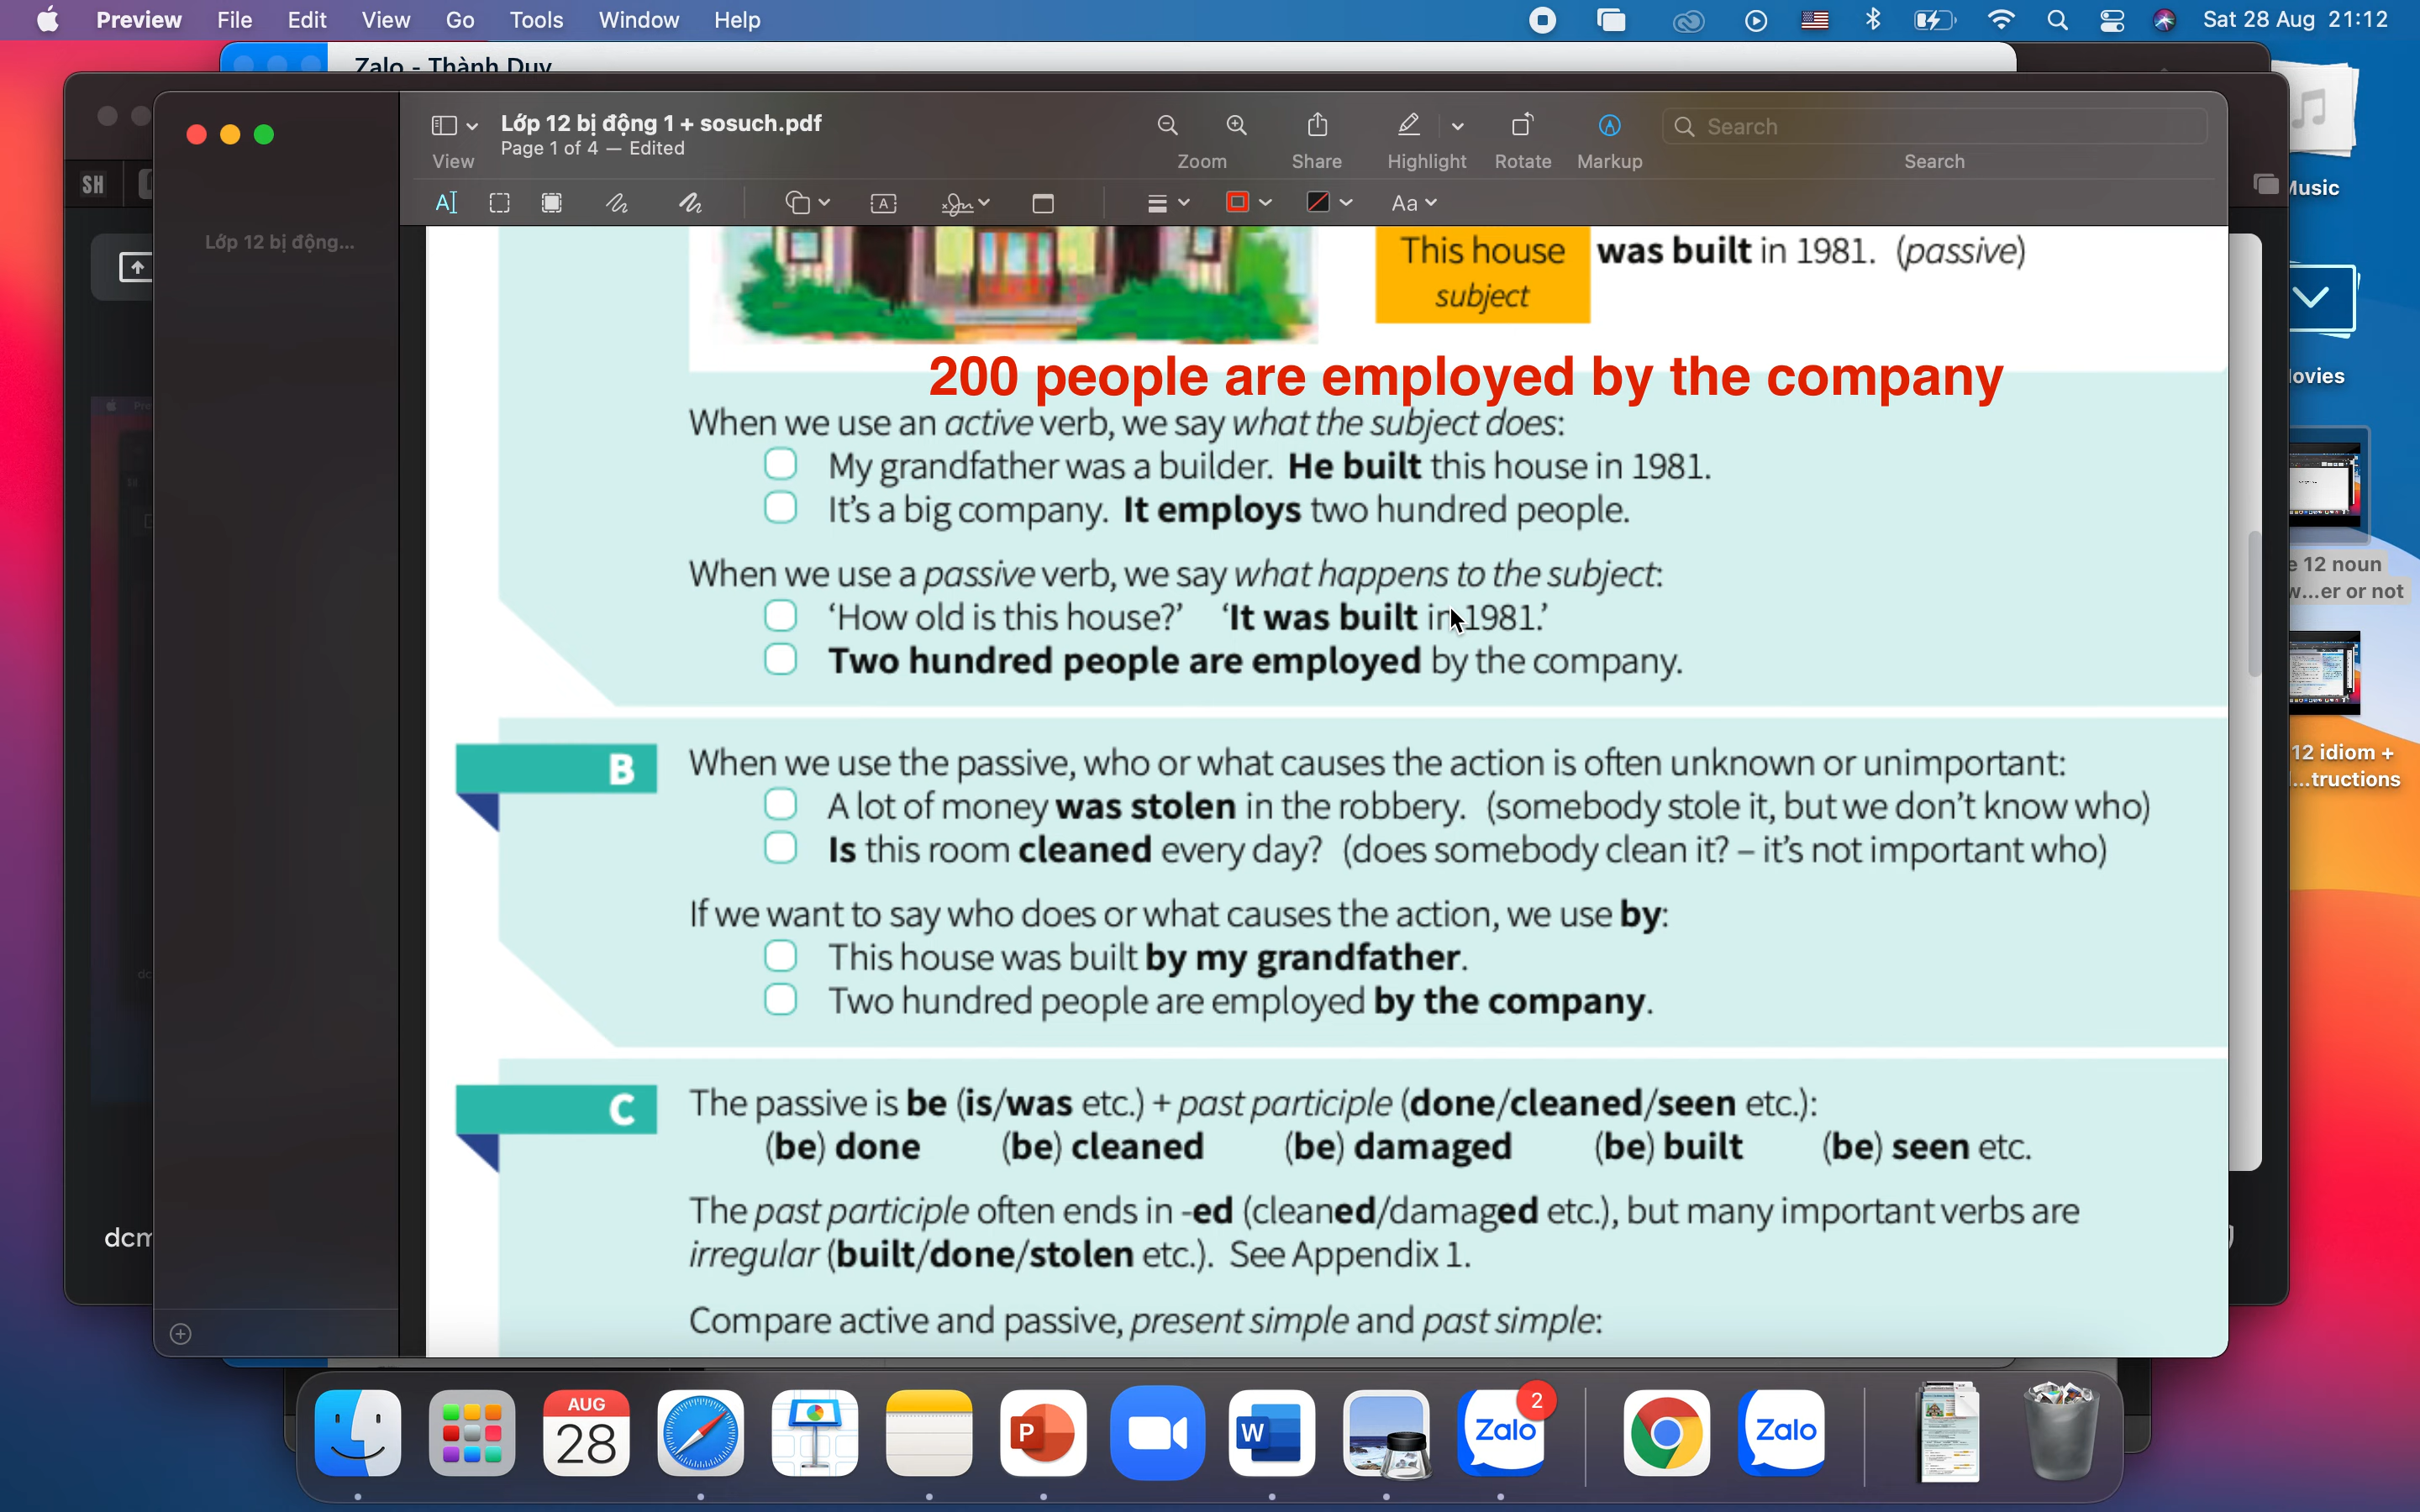 Preview File Edit View Go Tools Window Help Sat 28 Aug 21:12
Zalo - Thành Duy
Lớp 12 bị động 1 + sosuch.pdf
Page 1 of 4 — Edited
Search
View Zoom Share Highlight Rotate Markup Search
SH
Aa
Lớp 12 bị động...
This house was built in 1981. (passive)
subject
200 people are employed by the company
When we use an active verb, we say what the subject does:
My grandfather was a builder. He built this house in 1981.
It's a big company. It employs two hundred people.
When we use a passive verb, we say what happens to the subject:
'How old is this house?' 'It was built in 1981.'
Two hundred people are employed by the company.
B
When we use the passive, who or what causes the action is often unknown or unimportant:
A lot of money was stolen in the robbery. (somebody stole it, but we don't know who)
Is this room cleaned every day? (does somebody clean it? – it's not important who)
If we want to say who does or what causes the action, we use by:
This house was built by my grandfather.
Two hundred people are employed by the company.
C
The passive is be (is/was etc.) + past participle (done/cleaned/seen etc.):
(be) done (be) cleaned (be) damaged (be) built (be) seen etc.
The past participle often ends in -ed (cleaned/damaged etc.), but many important verbs are
irregular (built/done/stolen etc.). See Appendix 1.
Compare active and passive, present simple and past simple:
Music
ovies
e 12 noun
w...er or not
12 idiom +
...tructions
dcm
AUG
28
P
W
Zalo
2
Zalo